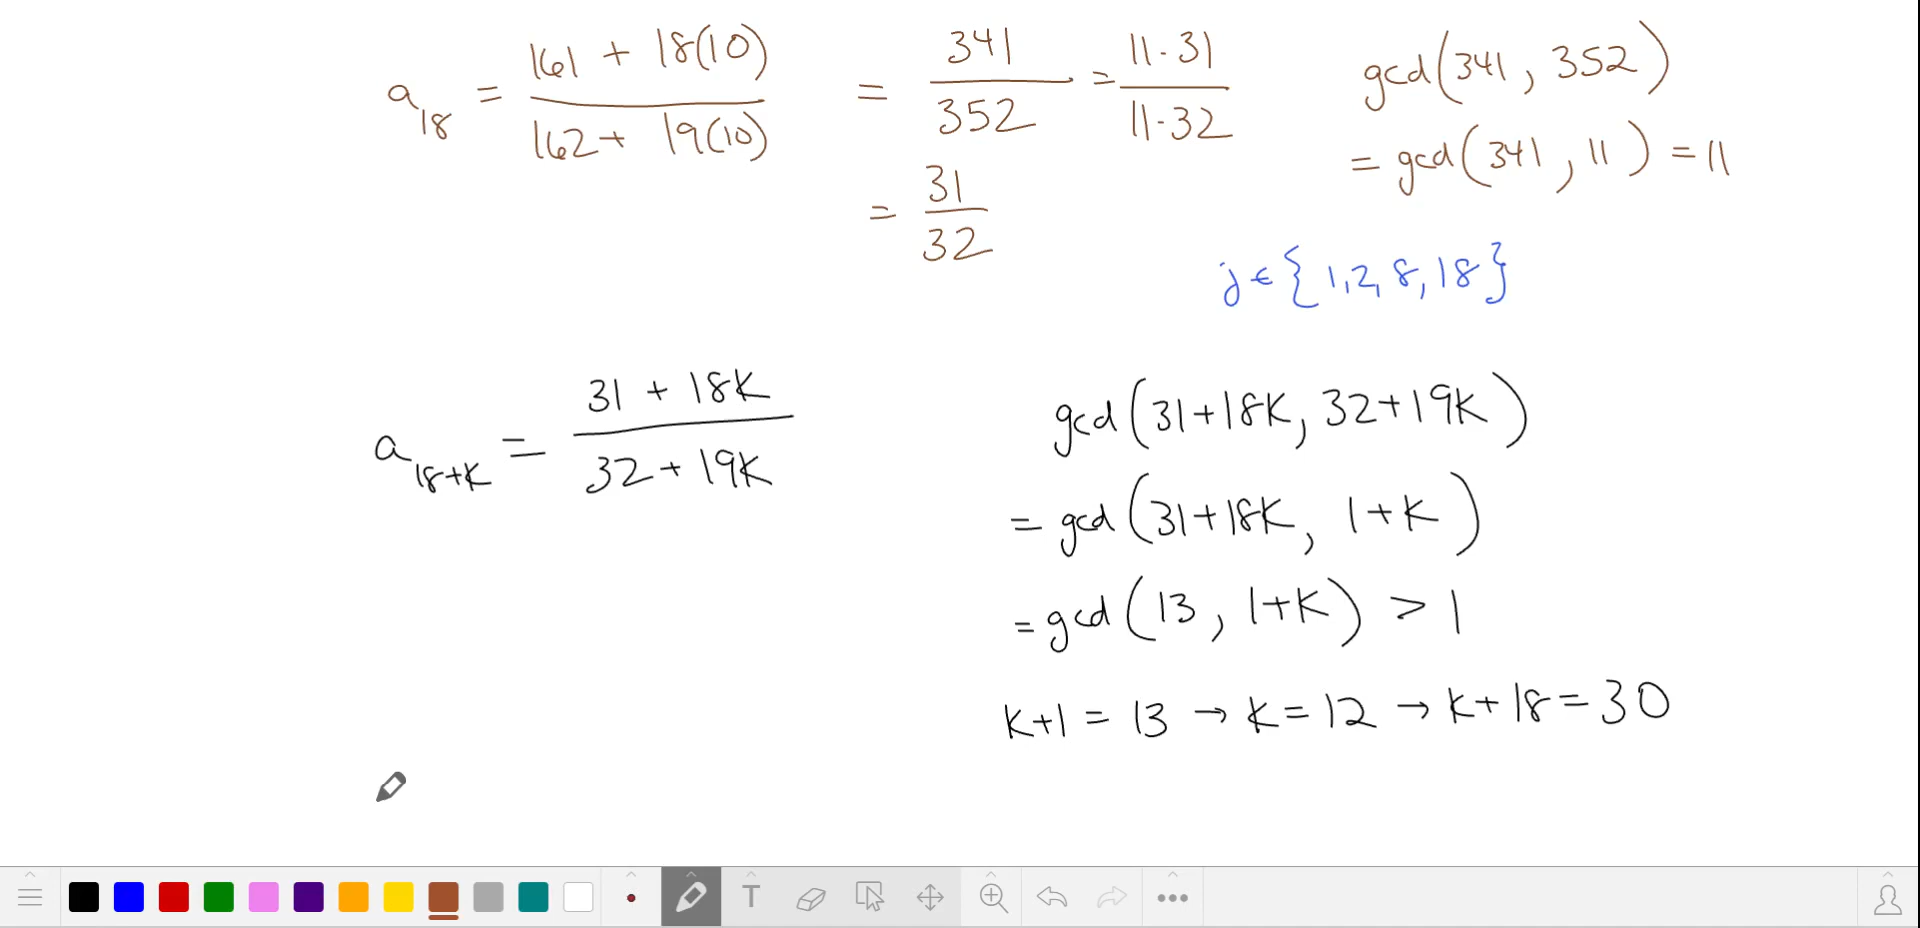 a₁₈ = (161 + 18(10)) / (162 + 19(10)) = 341/352 = (11·31)/(11·32)
= 31/32
gcd(341, 352)
= gcd(341, 11) = 11
j ∈ {1, 2, 8, 18}
a₁₈₊ₖ = (31 + 18K) / (32 + 19K)
gcd(31+18K, 32+19K)
= gcd(31+18K, 1+K)
= gcd(13, 1+K) > 1
K+1 = 13 → K = 12 → K+18 = 30
T